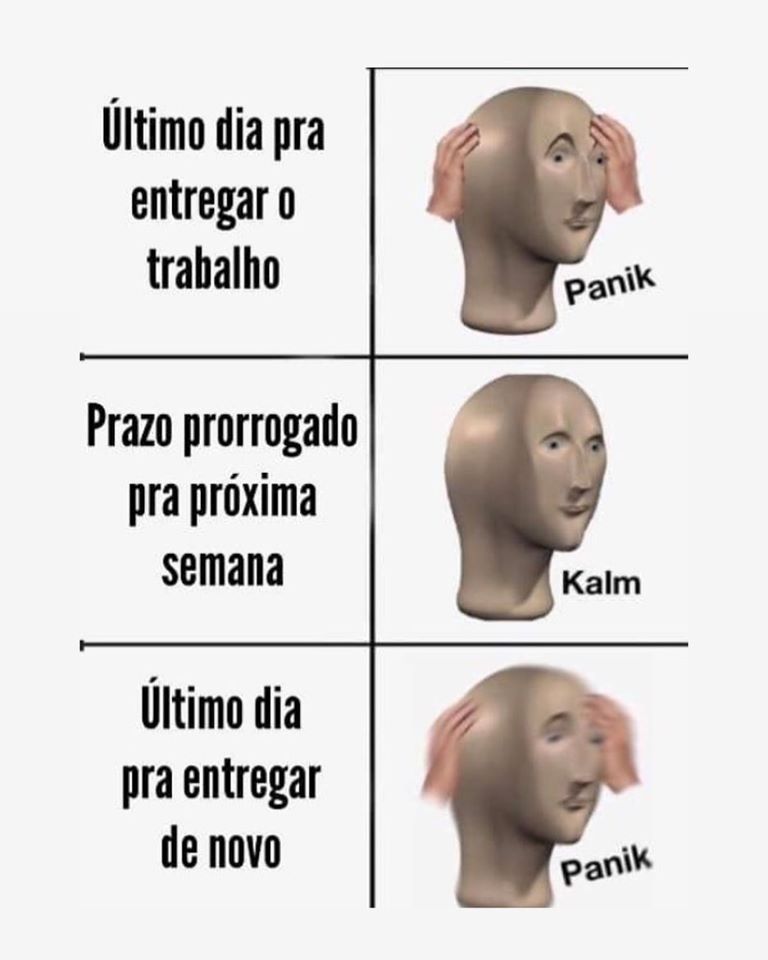 Último dia pra
entregar o
trabalho
Panik
Prazo prorrogado
pra próxima
semana
Kalm
Último dia
pra entregar
de novo
Panik